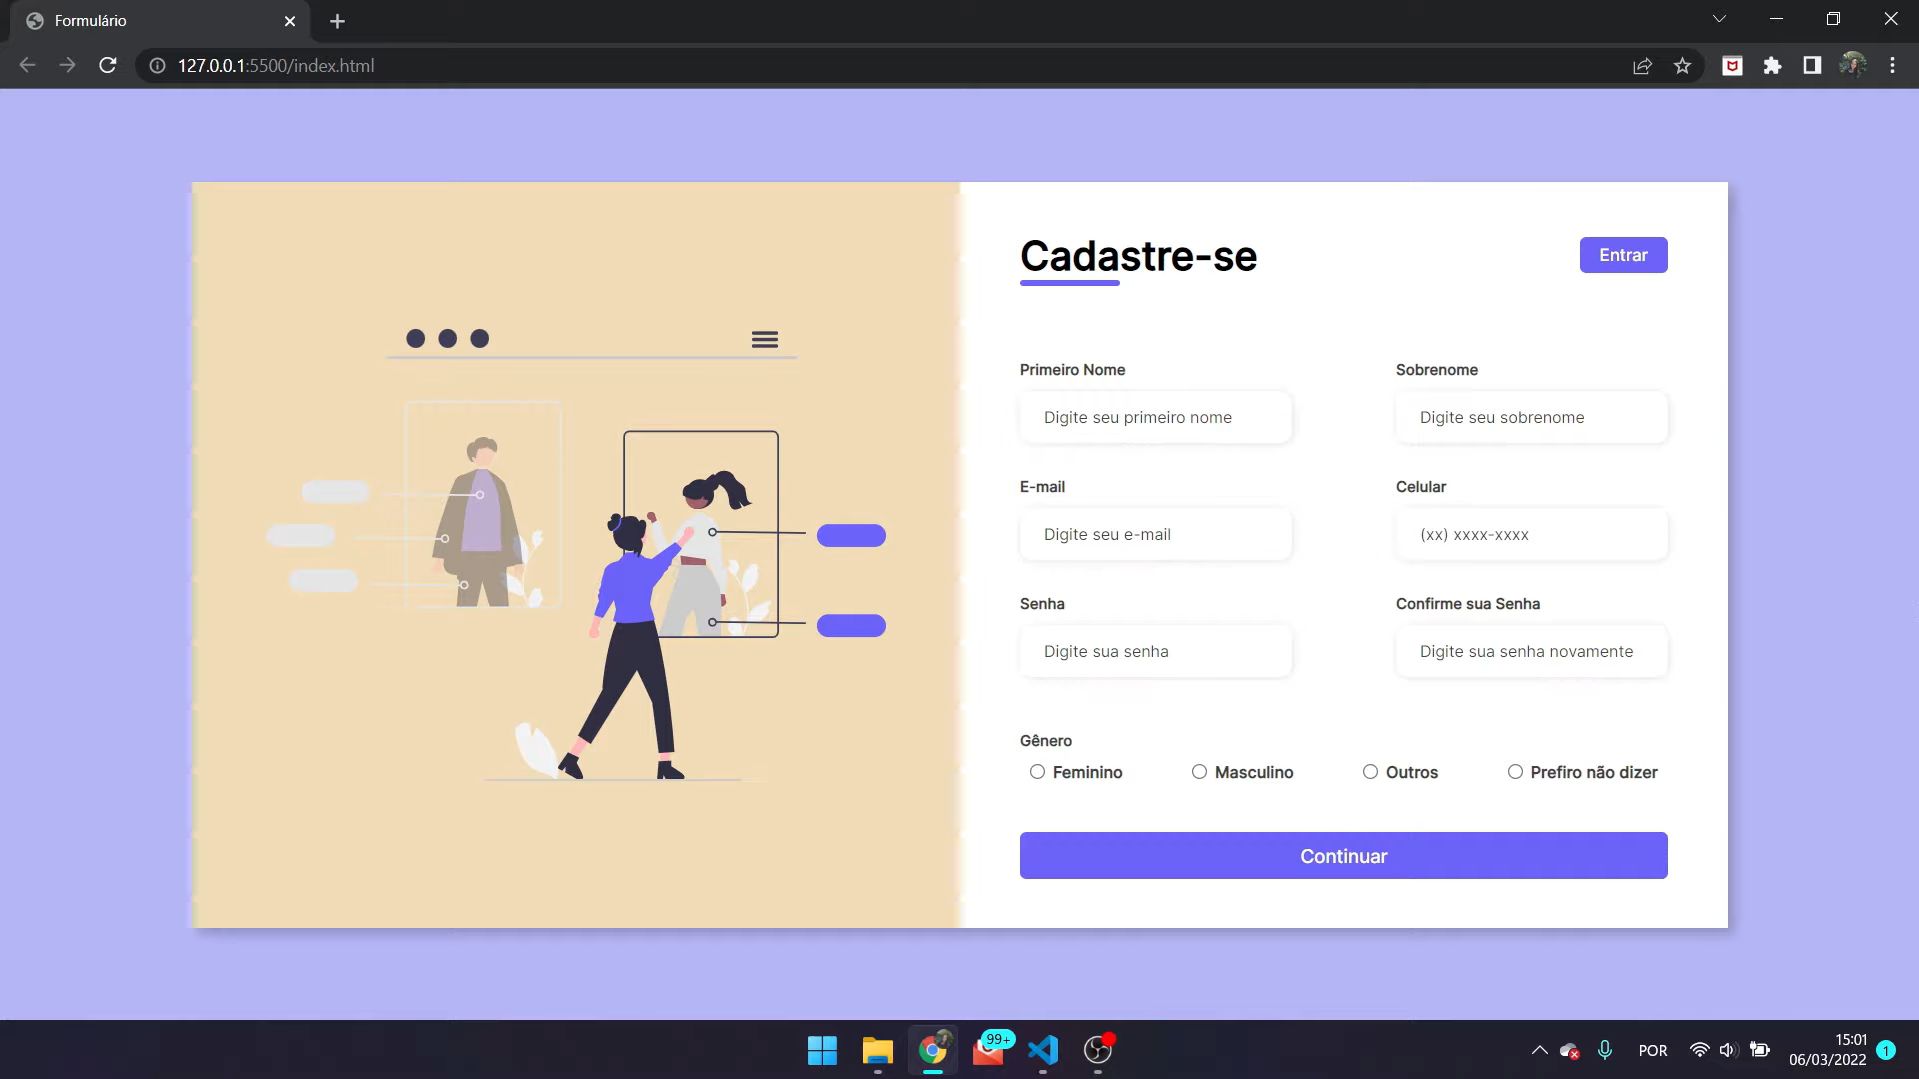 Formulário
127.0.0.1:5500/index.html
Cadastre-se
Entrar
Primeiro Nome
Sobrenome
Digite seu primeiro nome
Digite seu sobrenome
E-mail
Celular
Digite seu e-mail
(xx) xxxx-xxxx
Senha
Confirme sua Senha
Digite sua senha
Digite sua senha novamente
Gênero
Feminino
Masculino
Outros
Prefiro não dizer
Continuar
99+
POR
15:01
06/03/2022
1